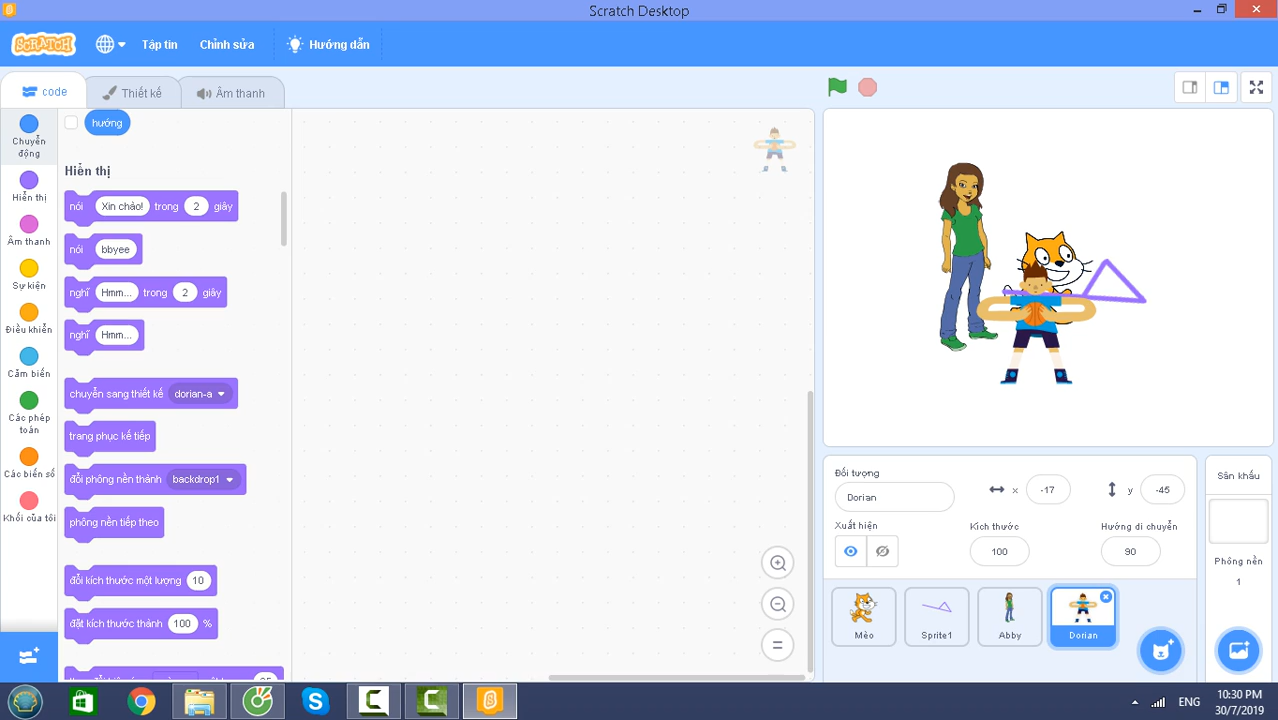 Scratch Desktop
SCRATCH
Tập tin
Chỉnh sửa
Hướng dẫn
code
Thiết kế
Âm thanh
Chuyển động
Hiển thị
Âm thanh
Sự kiện
Điều khiển
Cảm biến
Các phép toán
Các biến số
Khối của tôi
hướng
Hiển thị
nói Xin chào! trong 2 giây
nói bbyee
nghĩ Hmm... trong 2 giây
nghĩ Hmm...
chuyển sang thiết kế dorian-a
trang phục kế tiếp
đổi phông nền thành backdrop1
phông nền tiếp theo
đổi kích thước một lượng 10
đặt kích thước thành 100 %
Đối tượng
Dorian
x -17
y -45
Xuất hiện
Kích thước
100
Hướng di chuyển
90
Mèo
Sprite1
Abby
Dorian
Sân khấu
Phông nền
1
ENG
10:30 PM
30/7/2019